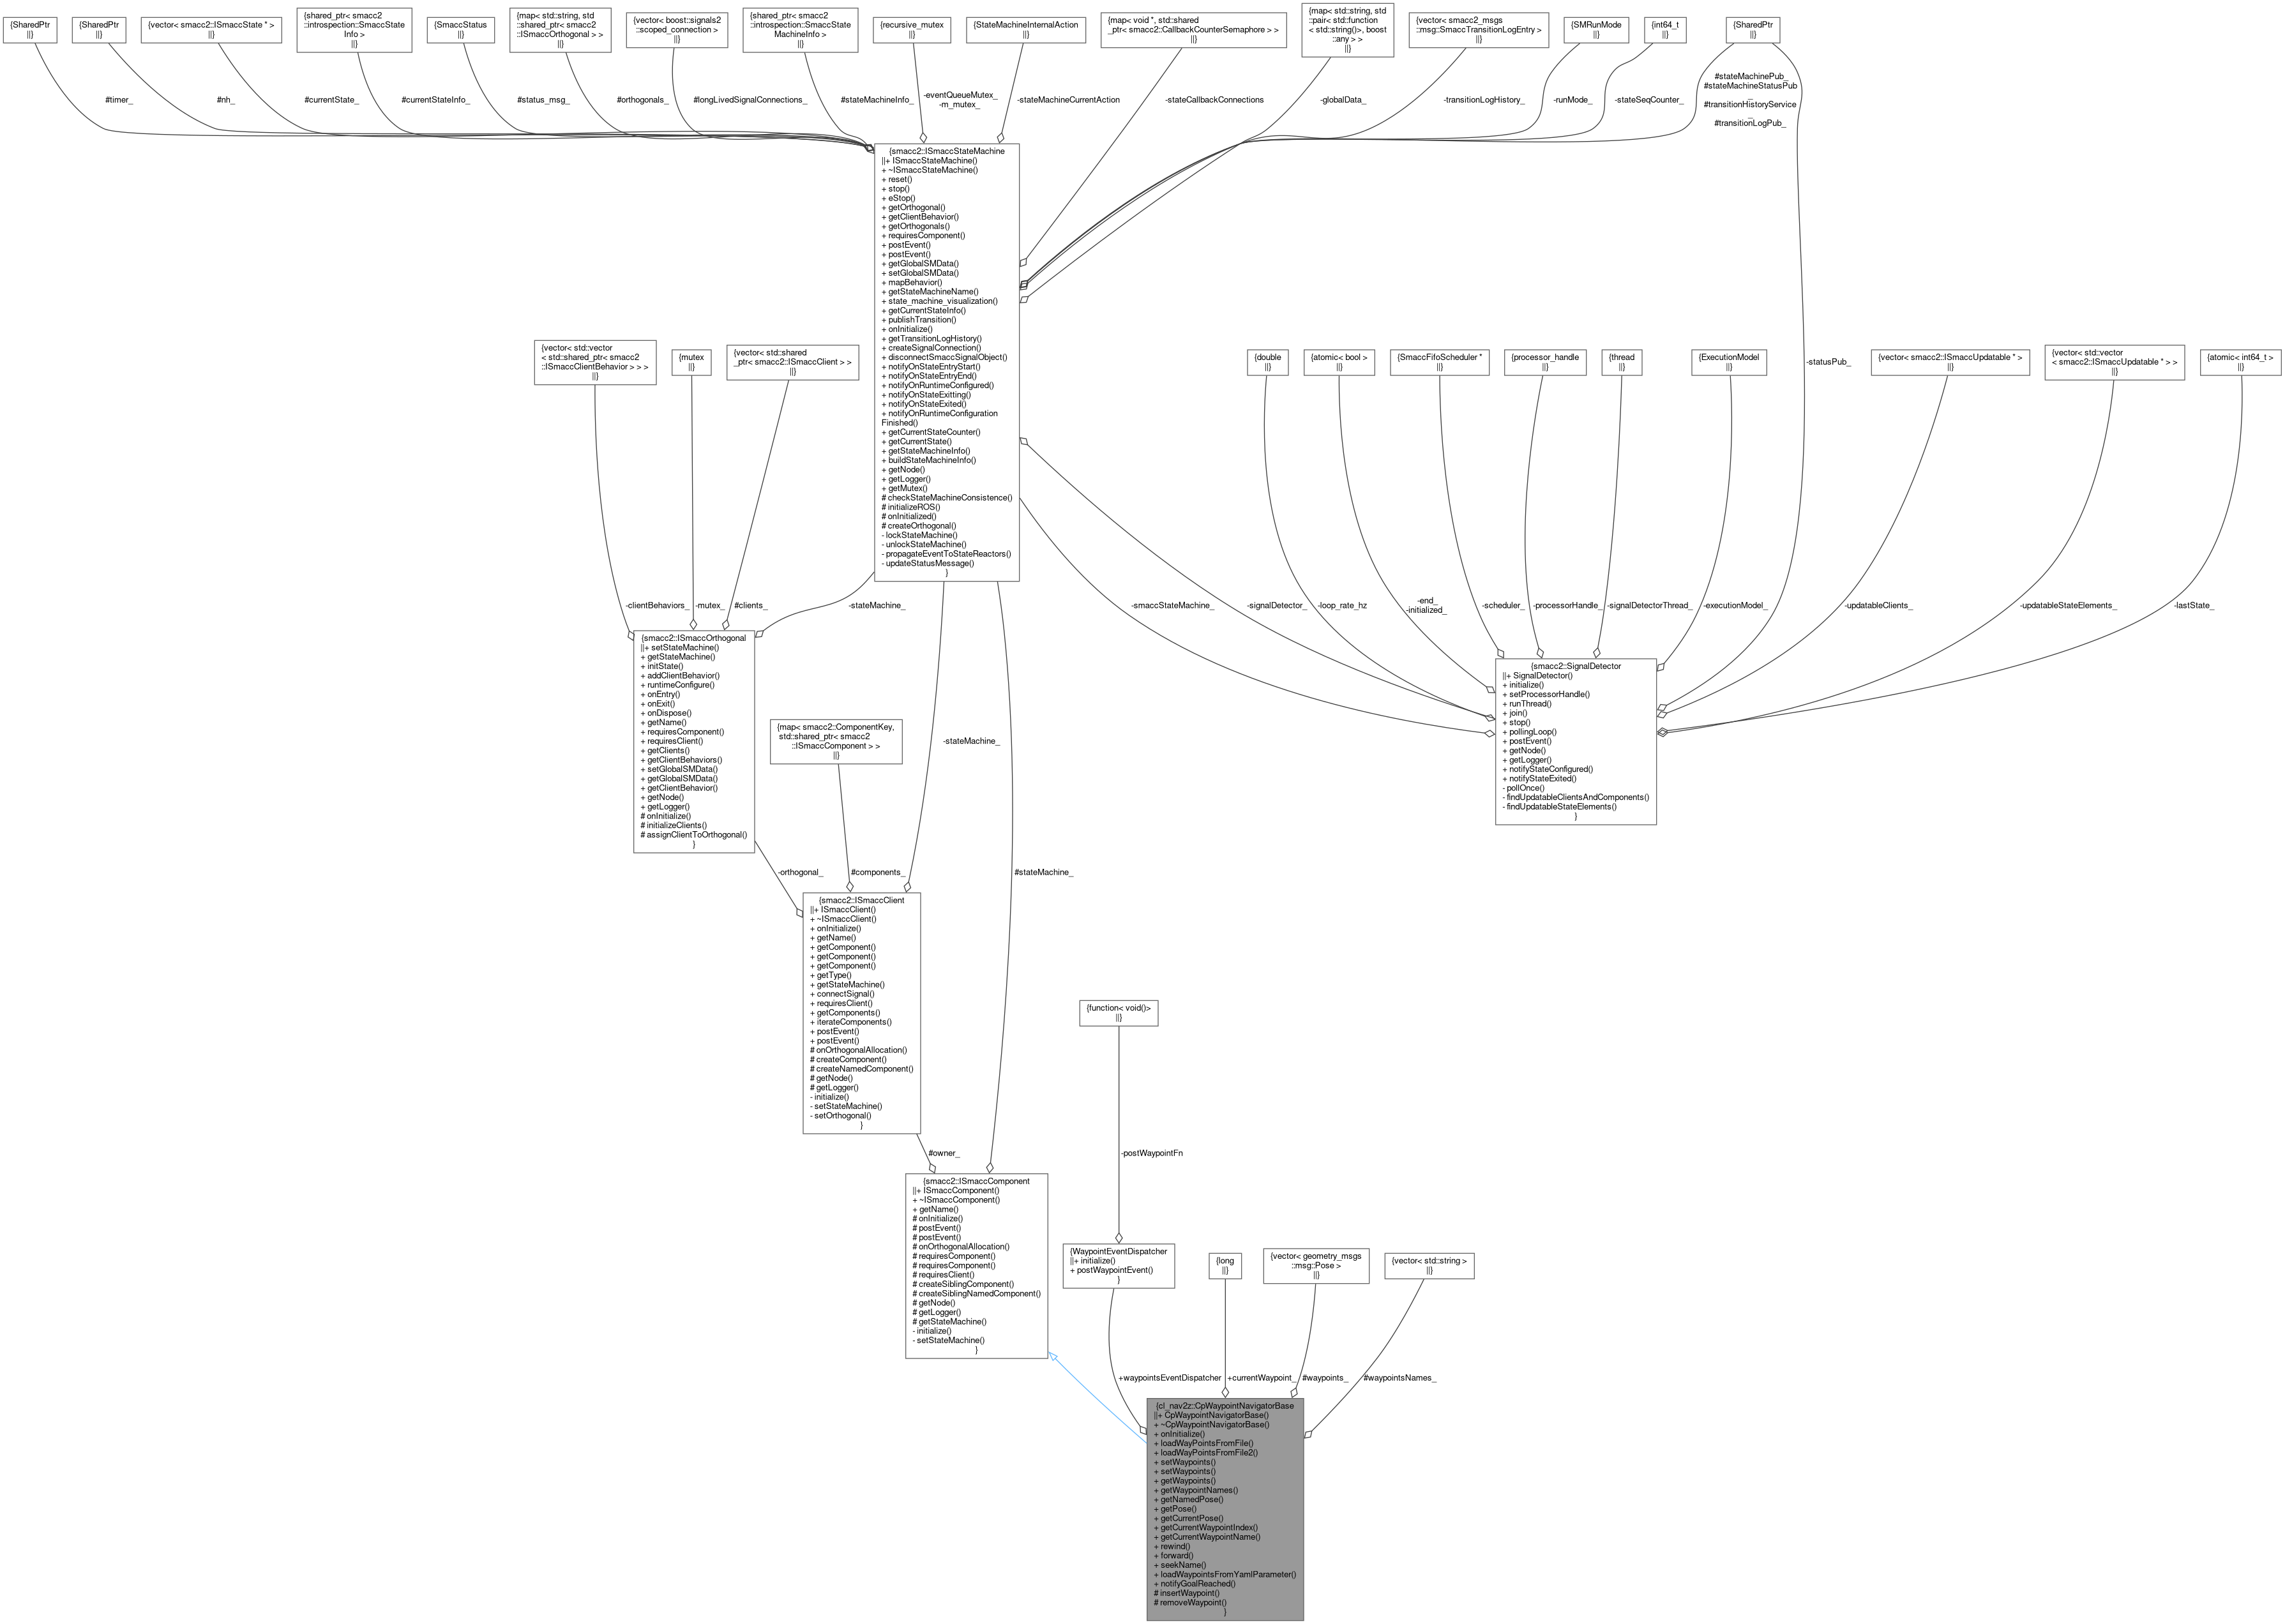 {SharedPtr
||}
{SharedPtr
||}
{vector< smacc2::ISmaccState * >
||}
{shared_ptr< smacc2
::introspection::SmaccState
Info >
||}
{SmaccStatus
||}
{map< std::string, std
::shared_ptr< smacc2
::ISmaccOrthogonal > >
||}
{vector< boost::signals2
::scoped_connection >
||}
{shared_ptr< smacc2
::introspection::SmaccState
MachineInfo >
||}
{recursive_mutex
||}
{StateMachineInternalAction
||}
{map< void *, std::shared
_ptr< smacc2::CallbackCounterSemaphore > >
||}
{map< std::string, std
::pair< std::function
< std::string()>, boost
::any > >
||}
{vector< smacc2_msgs
::msg::SmaccTransitionLogEntry >
||}
{SMRunMode
||}
{int64_t
||}
{SharedPtr
||}
#timer_
#nh_
#currentState_
#currentStateInfo_
#status_msg_
#orthogonals_
#longLivedSignalConnections_
#stateMachineInfo_
-eventQueueMutex_
-m_mutex_
-stateMachineCurrentAction
-stateCallbackConnections
-globalData_
-transitionLogHistory_
-runMode_
-stateSeqCounter_
#stateMachinePub_
#stateMachineStatusPub
_
#transitionHistoryService
_
#transitionLogPub_
{smacc2::ISmaccStateMachine
||+ ISmaccStateMachine()
+ ~ISmaccStateMachine()
+ reset()
+ stop()
+ eStop()
+ getOrthogonal()
+ getClientBehavior()
+ getOrthogonals()
+ requiresComponent()
+ postEvent()
+ postEvent()
+ getGlobalSMData()
+ setGlobalSMData()
+ mapBehavior()
+ getStateMachineName()
+ state_machine_visualization()
+ getCurrentStateInfo()
+ publishTransition()
+ onInitialize()
+ getTransitionLogHistory()
+ createSignalConnection()
+ disconnectSmaccSignalObject()
+ notifyOnStateEntryStart()
+ notifyOnStateEntryEnd()
+ notifyOnRuntimeConfigured()
+ notifyOnStateExitting()
+ notifyOnStateExited()
+ notifyOnRuntimeConfiguration
Finished()
+ getCurrentStateCounter()
+ getCurrentState()
+ getStateMachineInfo()
+ buildStateMachineInfo()
+ getNode()
+ getLogger()
+ getMutex()
# checkStateMachineConsistence()
# initializeROS()
# onInitialized()
# createOrthogonal()
- lockStateMachine()
- unlockStateMachine()
- propagateEventToStateReactors()
- updateStatusMessage()
}
{vector< std::vector
< std::shared_ptr< smacc2
::ISmaccClientBehavior > > >
||}
{mutex
||}
{vector< std::shared
_ptr< smacc2::ISmaccClient > >
||}
{double
||}
{atomic< bool >
||}
{SmaccFifoScheduler *
||}
{processor_handle
||}
{thread
||}
{ExecutionModel
||}
-statusPub_
{vector< smacc2::ISmaccUpdatable * >
||}
{vector< std::vector
< smacc2::ISmaccUpdatable * > >
||}
{atomic< int64_t >
||}
-clientBehaviors_
-mutex_
#clients_
-stateMachine_
-smaccStateMachine_
-signalDetector_
-loop_rate_hz
-end_
-initialized_
-scheduler_
-processorHandle_
-signalDetectorThread_
-executionModel_
-updatableClients_
-updatableStateElements_
-lastState_
{smacc2::ISmaccOrthogonal
||+ setStateMachine()
+ getStateMachine()
+ initState()
+ addClientBehavior()
+ runtimeConfigure()
+ onEntry()
+ onExit()
+ onDispose()
+ getName()
+ requiresComponent()
+ requiresClient()
+ getClients()
+ getClientBehaviors()
+ setGlobalSMData()
+ getGlobalSMData()
+ getClientBehavior()
+ getNode()
+ getLogger()
# onInitialize()
# initializeClients()
# assignClientToOrthogonal()
}
{smacc2::SignalDetector
||+ SignalDetector()
+ initialize()
+ setProcessorHandle()
+ runThread()
+ join()
+ stop()
+ pollingLoop()
+ postEvent()
+ getNode()
+ getLogger()
+ notifyStateConfigured()
+ notifyStateExited()
- pollOnce()
- findUpdatableClientsAndComponents()
- findUpdatableStateElements()
}
{map< smacc2::ComponentKey,
std::shared_ptr< smacc2
::ISmaccComponent > >
||}
-stateMachine_
-orthogonal_
#components_
#stateMachine_
{smacc2::ISmaccClient
||+ ISmaccClient()
+ ~ISmaccClient()
+ onInitialize()
+ getName()
+ getComponent()
+ getComponent()
+ getComponent()
+ getType()
+ getStateMachine()
+ connectSignal()
+ requiresClient()
+ getComponents()
+ iterateComponents()
+ postEvent()
+ postEvent()
# onOrthogonalAllocation()
# createComponent()
# createNamedComponent()
# getNode()
# getLogger()
- initialize()
- setStateMachine()
- setOrthogonal()
}
{function< void()>
||}
#owner_
-postWaypointFn
{smacc2::ISmaccComponent
||+ ISmaccComponent()
+ ~ISmaccComponent()
+ getName()
# onInitialize()
# postEvent()
# postEvent()
# onOrthogonalAllocation()
# requiresComponent()
# requiresComponent()
# requiresClient()
# createSiblingComponent()
# createSiblingNamedComponent()
# getNode()
# getLogger()
# getStateMachine()
- initialize()
- setStateMachine()
}
{WaypointEventDispatcher
||+ initialize()
+ postWaypointEvent()
}
{long
||}
{vector< geometry_msgs
::msg::Pose >
||}
{vector< std::string >
||}
+waypointsEventDispatcher
+currentWaypoint_
#waypoints_
#waypointsNames_
{cl_nav2z::CpWaypointNavigatorBase
||+ CpWaypointNavigatorBase()
+ ~CpWaypointNavigatorBase()
+ onInitialize()
+ loadWayPointsFromFile()
+ loadWayPointsFromFile2()
+ setWaypoints()
+ setWaypoints()
+ getWaypoints()
+ getWaypointNames()
+ getNamedPose()
+ getPose()
+ getCurrentPose()
+ getCurrentWaypointIndex()
+ getCurrentWaypointName()
+ rewind()
+ forward()
+ seekName()
+ loadWaypointsFromYamlParameter()
+ notifyGoalReached()
# insertWaypoint()
# removeWaypoint()
}